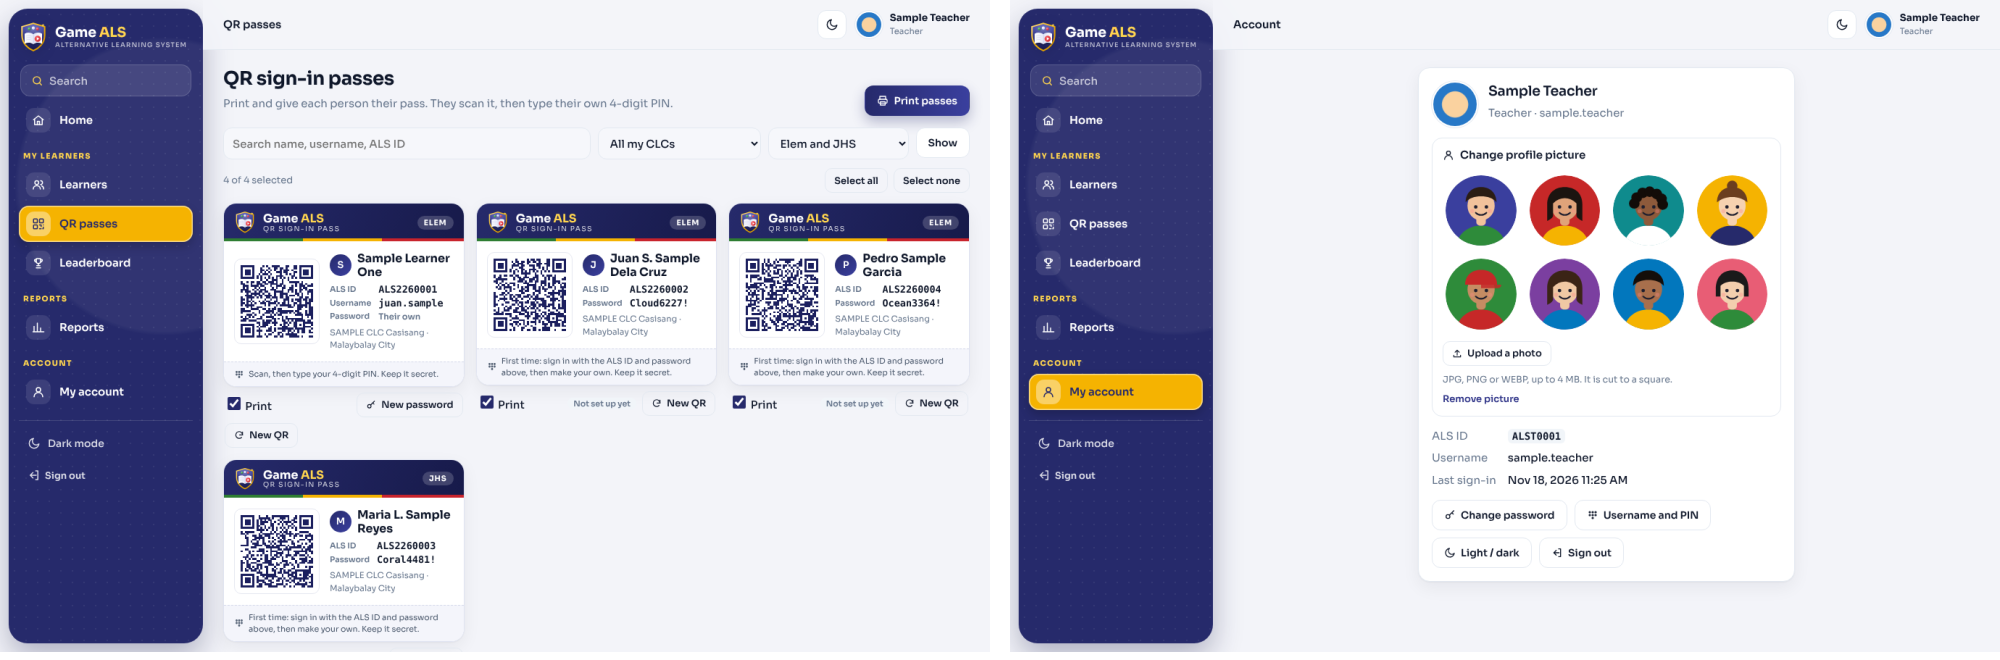 Game ALS
ALTERNATIVE LEARNING SYSTEM
Search
Home
MY LEARNERS
Learners
QR passes
Leaderboard
REPORTS
Reports
ACCOUNT
My account
Dark mode
Sign out
QR passes
Sample Teacher
Teacher
QR sign-in passes
Print and give each person their pass. They scan it, then type their own 4-digit PIN.
Print passes
Search name, username, ALS ID
All my CLCs
Elem and JHS
Show
4 of 4 selected
Select all
Select none
Game ALS
QR SIGN-IN PASS
ELEM
S
Sample Learner
One
ALS ID ALS2260001
Username juan.sample
Password Their own
SAMPLE CLC Casisang ·
Malaybalay City
Scan, then type your 4-digit PIN. Keep it secret.
Print
New password
New QR
Game ALS
QR SIGN-IN PASS
ELEM
J
Juan S. Sample
Dela Cruz
ALS ID ALS2260002
Password Cloud6227!
SAMPLE CLC Casisang ·
Malaybalay City
First time: sign in with the ALS ID and password
above, then make your own. Keep it secret.
Print
Not set up yet
New QR
Game ALS
QR SIGN-IN PASS
ELEM
P
Pedro Sample
Garcia
ALS ID ALS2260004
Password Ocean3364!
SAMPLE CLC Casisang ·
Malaybalay City
First time: sign in with the ALS ID and password
above, then make your own. Keep it secret.
Print
Not set up yet
New QR
Game ALS
QR SIGN-IN PASS
JHS
M
Maria L. Sample
Reyes
ALS ID ALS2260003
Password Coral4481!
SAMPLE CLC Casisang ·
Malaybalay City
First time: sign in with the ALS ID and password
above, then make your own. Keep it secret.
Game ALS
ALTERNATIVE LEARNING SYSTEM
Search
Home
MY LEARNERS
Learners
QR passes
Leaderboard
REPORTS
Reports
ACCOUNT
My account
Dark mode
Sign out
Account
Sample Teacher
Teacher
Sample Teacher
Teacher · sample.teacher
Change profile picture
Upload a photo
JPG, PNG or WEBP, up to 4 MB. It is cut to a square.
Remove picture
ALS ID ALST0001
Username sample.teacher
Last sign-in Nov 18, 2026 11:25 AM
Change password
Username and PIN
Light / dark
Sign out